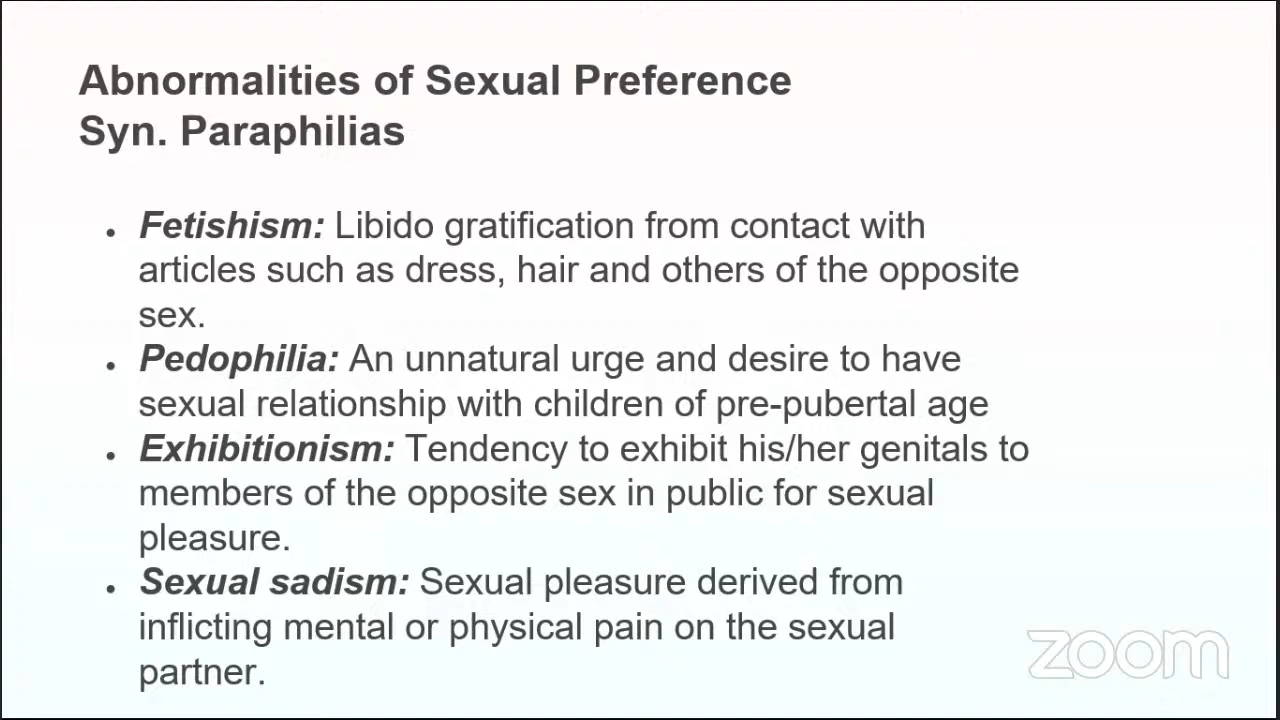 Abnormalities of Sexual Preference
Syn. Paraphilias
• Fetishism: Libido gratification from contact with
articles such as dress, hair and others of the opposite
sex.
• Pedophilia: An unnatural urge and desire to have
sexual relationship with children of pre-pubertal age
• Exhibitionism: Tendency to exhibit his/her genitals to
members of the opposite sex in public for sexual
pleasure.
• Sexual sadism: Sexual pleasure derived from
inflicting mental or physical pain on the sexual
partner.
zoom